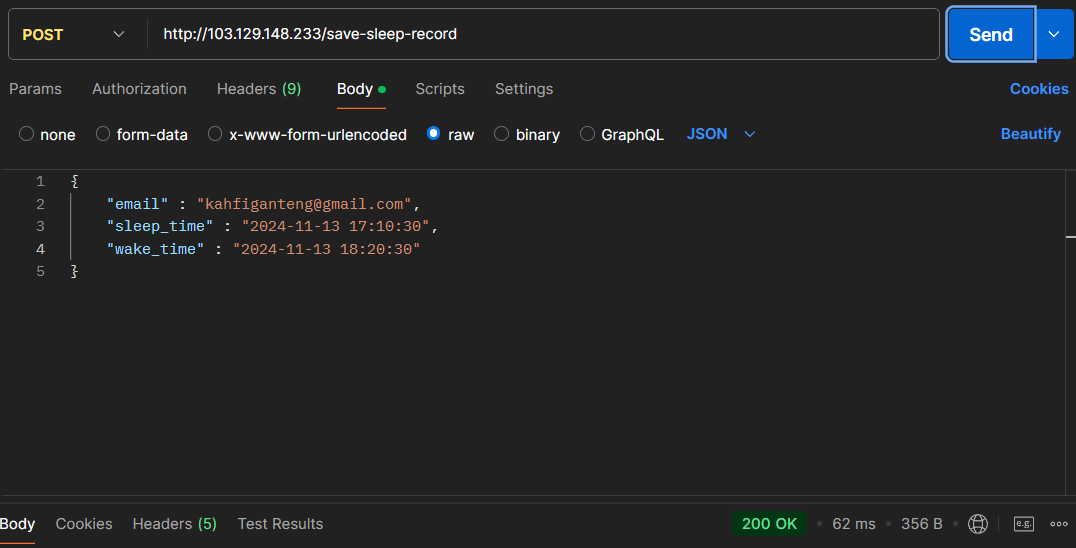 POST http://103.129.148.233/save-sleep-record Send
Params Authorization Headers (9) Body Scripts Settings Cookies
none form-data x-www-form-urlencoded raw binary GraphQL JSON Beautify
1 {
2 "email" : "kahfiganteng@gmail.com",
3 "sleep_time" : "2024-11-13 17:10:30",
4 "wake_time" : "2024-11-13 18:20:30"
5 }
Body Cookies Headers (5) Test Results 200 OK 62 ms 356 B e.g.